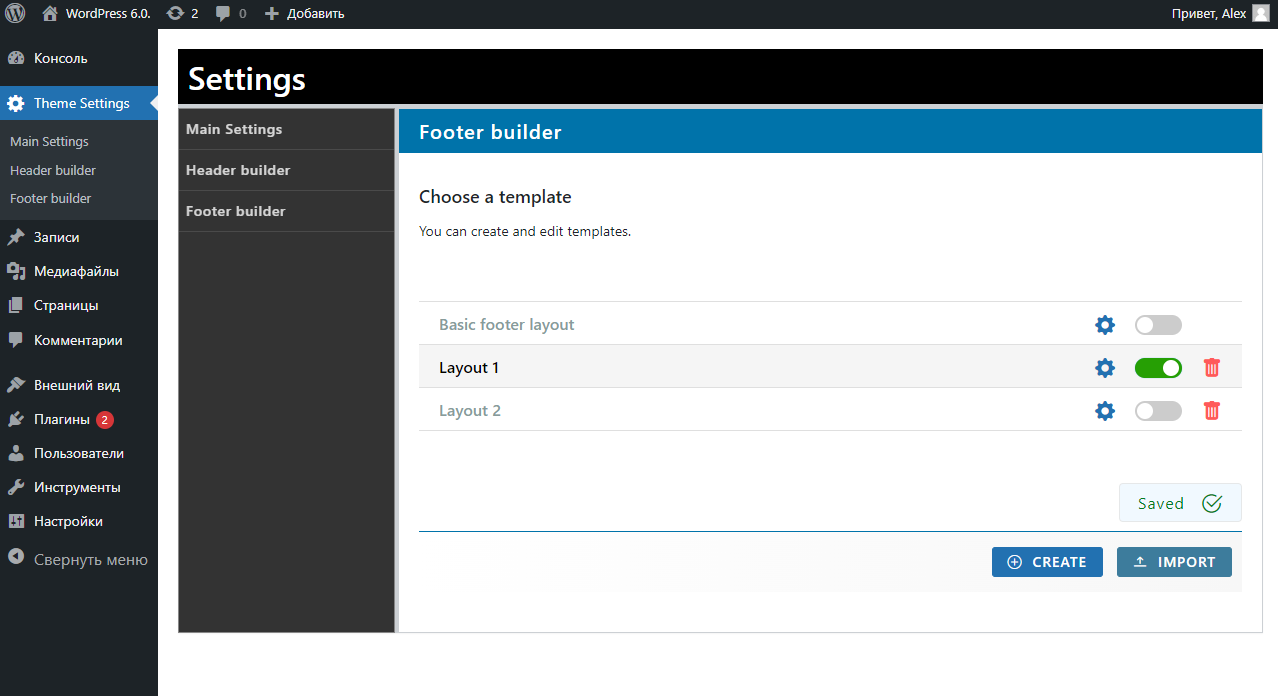 WordPress 6.0. 2 0 Добавить Привет, Alex
Консоль
Theme Settings
Main Settings
Header builder
Footer builder
Записи
Медиафайлы
Страницы
Комментарии
Внешний вид
Плагины 2
Пользователи
Инструменты
Настройки
Свернуть меню
Settings
Main Settings
Header builder
Footer builder
Footer builder
Choose a template
You can create and edit templates.
Basic footer layout
Layout 1
Layout 2
Saved
CREATE IMPORT